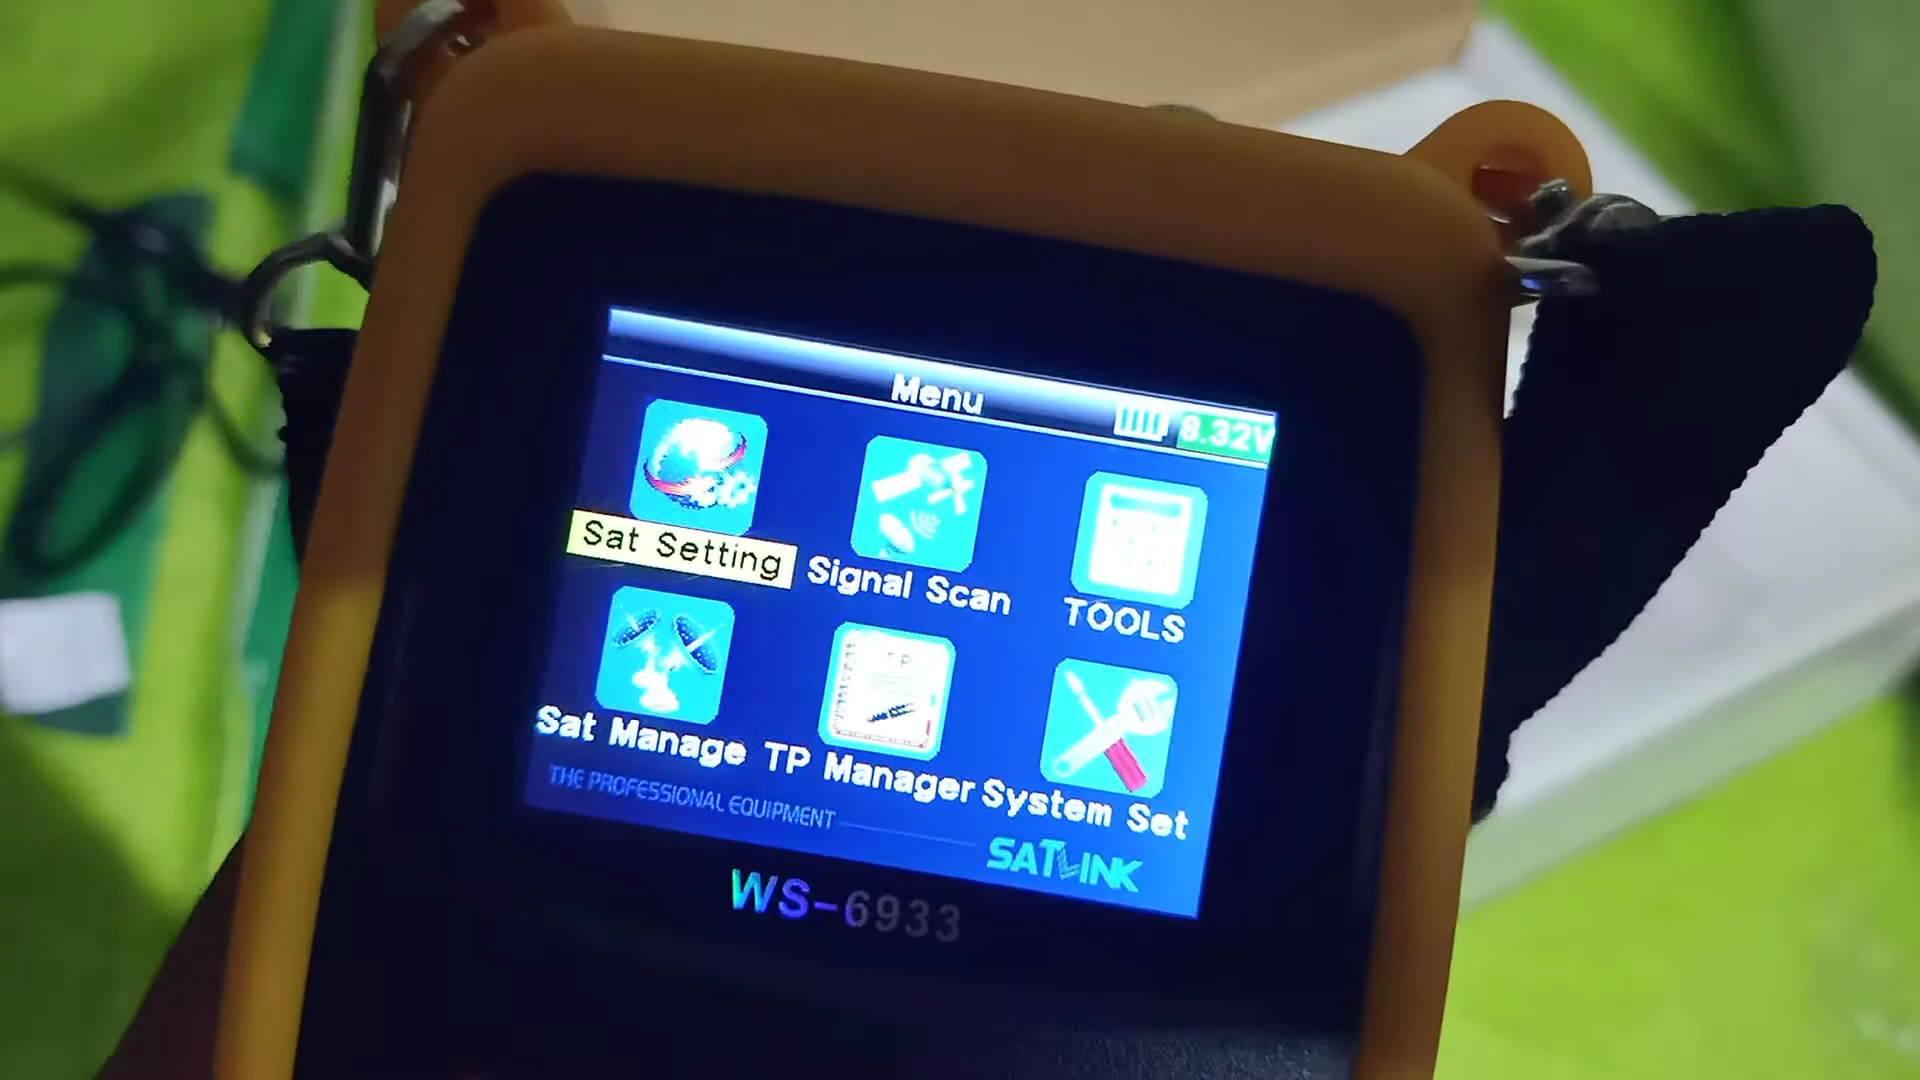 Menu
8.32V
Sat Setting
Signal Scan
TOOLS
TP
Sat Manage
TP Manager
System Set
THE PROFESSIONAL EQUIPMENT
SATLINK
WS-6933